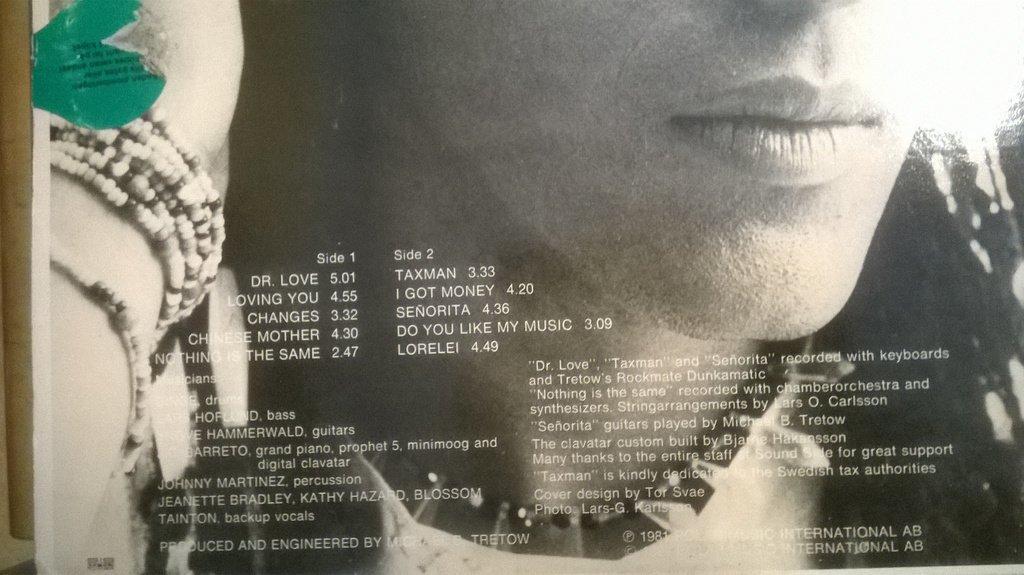 Side 1
DR. LOVE 5.01
LOVING YOU 4.55
CHANGES 3.32
CHINESE MOTHER 4.30
NOTHING IS THE SAME 2.47
Side 2
TAXMAN 3.33
I GOT MONEY 4.20
SEÑORITA 4.36
DO YOU LIKE MY MUSIC 3.09
LORELEI 4.49
Musicians
drums
HOFLUND, bass
HAMMERWALD, guitars
BARRETO, grand piano, prophet 5, minimoog and
digital clavatar
JOHNNY MARTINEZ, percussion
JEANETTE BRADLEY, KATHY HAZARD, BLOSSOM
TAINTON, backup vocals
PRODUCED AND ENGINEERED BY MICHAEL B. TRETOW
"Dr. Love", "Taxman" and "Señorita" recorded with keyboards
and Tretow's Rockmate Dunkamatic
"Nothing is the same" recorded with chamberorchestra and
synthesizers. Stringarrangements by Lars O. Carlsson
"Señorita" guitars played by Michael B. Tretow
The clavatar custom built by Bjarne Hakansson
Many thanks to the entire staff at Sound Side for great support
"Taxman" is kindly dedicated to the Swedish tax authorities
Cover design by Tor Svae
Photo: Lars-G. Karlsson
℗ 1981 MUSIC INTERNATIONAL AB
© INTERNATIONAL AB